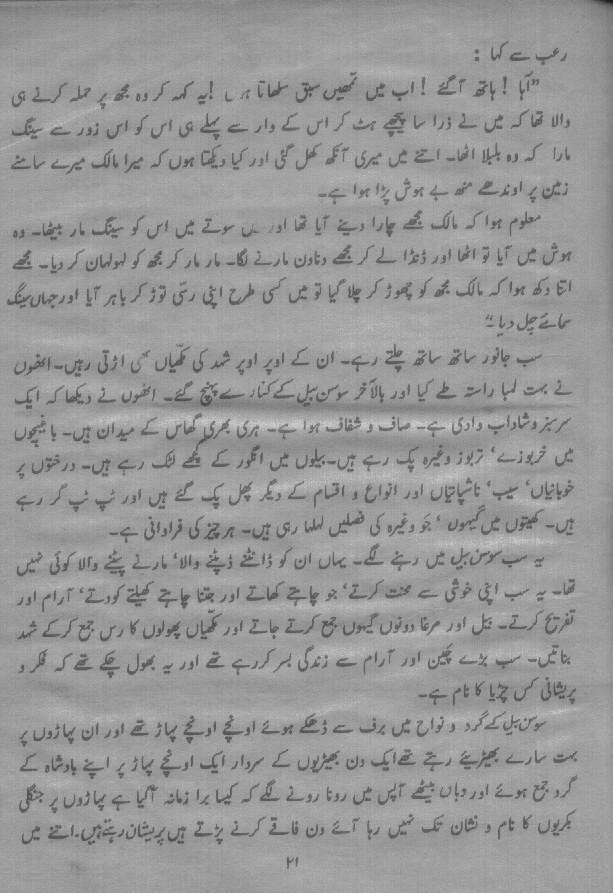 رعب سے کہا :
”آہا ! ہاتھ آگئے ! اب میں تمھیں سبق سکھاتا ہوں !یہ کہہ کر وہ مجھ پر حملہ کرنے ہی
والا تھا کہ میں نے ذرا سا پیچھے ہٹ کر اس کے وار سے پہلے ہی اس کو اس زور سے سینگ
مارا کہ وہ بلبلا اٹھا۔ اتنے میں میری آنکھ کھل گئی اور کیا دیکھتا ہوں کہ میرا مالک میرے سامنے
زمین پر اوندھے منھ بے ہوش پڑا ہوا ہے۔
معلوم ہوا کہ مالک مجھے چارا دینے آیا تھا اور میں سوتے میں اس کو سینگ مار بیٹھا۔ وہ
ہوش میں آیا تو اٹھا اور ڈنڈا لے کر مجھے دنادن مارنے لگا۔ مار مار کر مجھ کو لہولہان کردیا۔ مجھے
اتنا دکھ ہوا کہ مالک مجھ کو چھوڑ کر چلا گیا تو میں کسی طرح اپنی رسّی توڑ کر باہر آیا اور جہاں سینگ
سمائے چل دیا۔“
سب جانور ساتھ ساتھ چلتے رہے۔ ان کے اوپر اوپر شہد کی مکھیاں بھی اڑتی رہیں۔ انھوں
نے بہت لمبا راستہ طے کیا اور بالآخر سوسن بیل کے کنارے پہنچ گئے۔ انھوں نے دیکھا کہ ایک
سرسبز و شاداب وادی ہے۔ صاف و شفاف ہوا ہے۔ ہری بھری گھاس کے میدان ہیں۔ باغیچوں
میں خربوزے، تربوز وغیرہ پک رہے ہیں۔ بیلوں میں انگور کے گچھے لٹک رہے ہیں۔ درختوں پر
خوبانیاں، سیب، ناشپاتیاں اور انواع و اقسام کے دیگر پھل پک گئے ہیں اور ٹپ ٹپ گر رہے
ہیں۔ کھیتوں میں گیہوں ، جَو وغیرہ کی فصلیں لہلہا رہی ہیں۔ ہر چیز کی فراوانی ہے۔
یہ سب سوسن بیل میں رہنے لگے۔ یہاں ان کو ڈانٹنے ڈپٹنے والا، مارنے پیٹنے والا کوئی نہیں
تھا۔ یہ سب اپنی خوشی سے محنت کرتے، جو چاہتے کھاتے اور جتنا چاہتے کھیلتے کودتے، آرام اور
تفریح کرتے۔ بیل اور مرغا دونوں گیہوں جمع کرتے جاتے اور مکھیاں پھولوں کا رس جمع کرکے شہد
بناتیں۔ سب بڑے چین اور آرام سے زندگی بسر کررہے تھے اور یہ بھول چکے تھے کہ فکر و
پریشانی کس چڑیا کا نام ہے۔
سوسن بیل کے گرد و نواح میں برف سے ڈھکے ہوئے اونچے اونچے پہاڑ تھے اور ان پہاڑوں پر
بہت سارے بھیڑیئے رہتے تھے ایک دن بھیڑیوں کے سردار ایک اونچے پہاڑ پر اپنے بادشاہ کے
گرد جمع ہوئے اور وہاں بیٹھے آپس میں رونا رونے لگے کہ کیسا برا زمانہ آگیا ہے پہاڑوں پر جنگلی
بکریوں کا نام و نشان تک نہیں رہا آئے دن فاقے کرنے پڑتے ہیں پریشان رہتے ہیں۔ اتنے میں
۲۱